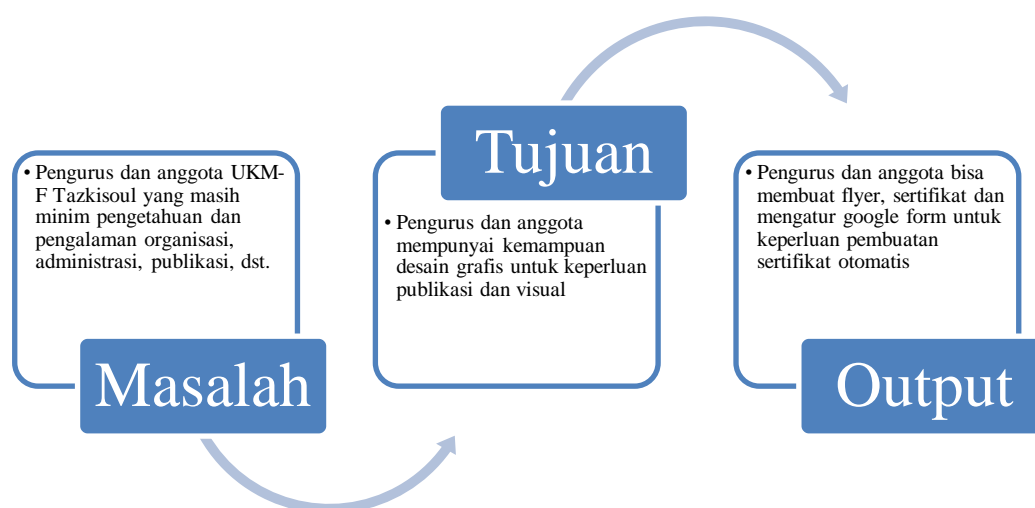 • Pengurus dan anggota UKM-
F Tazkisoul yang masih
minim pengetahuan dan
pengalaman organisasi,
administrasi, publikasi, dst.
Masalah
Tujuan
• Pengurus dan anggota
mempunyai kemampuan
desain grafis untuk keperluan
publikasi dan visual
• Pengurus dan anggota bisa
membuat flyer, sertifikat dan
mengatur google form untuk
keperluan pembuatan
sertifikat otomatis
Output